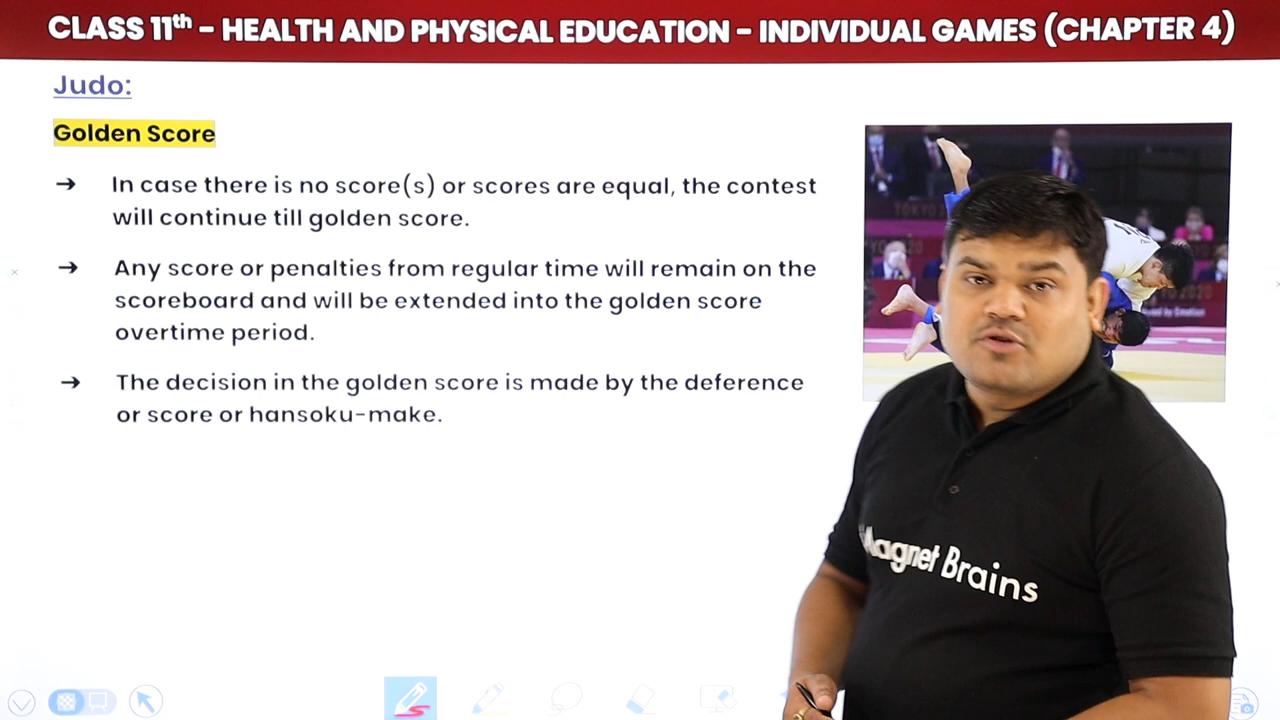 CLASS 11th - HEALTH AND PHYSICAL EDUCATION - INDIVIDUAL GAMES (CHAPTER 4)
Judo:
Golden Score
➔ In case there is no score(s) or scores are equal, the contest
will continue till golden score.
➔ Any score or penalties from regular time will remain on the
scoreboard and will be extended into the golden score
overtime period.
➔ The decision in the golden score is made by the deference
or score or hansoku-make.
Magnet Brains